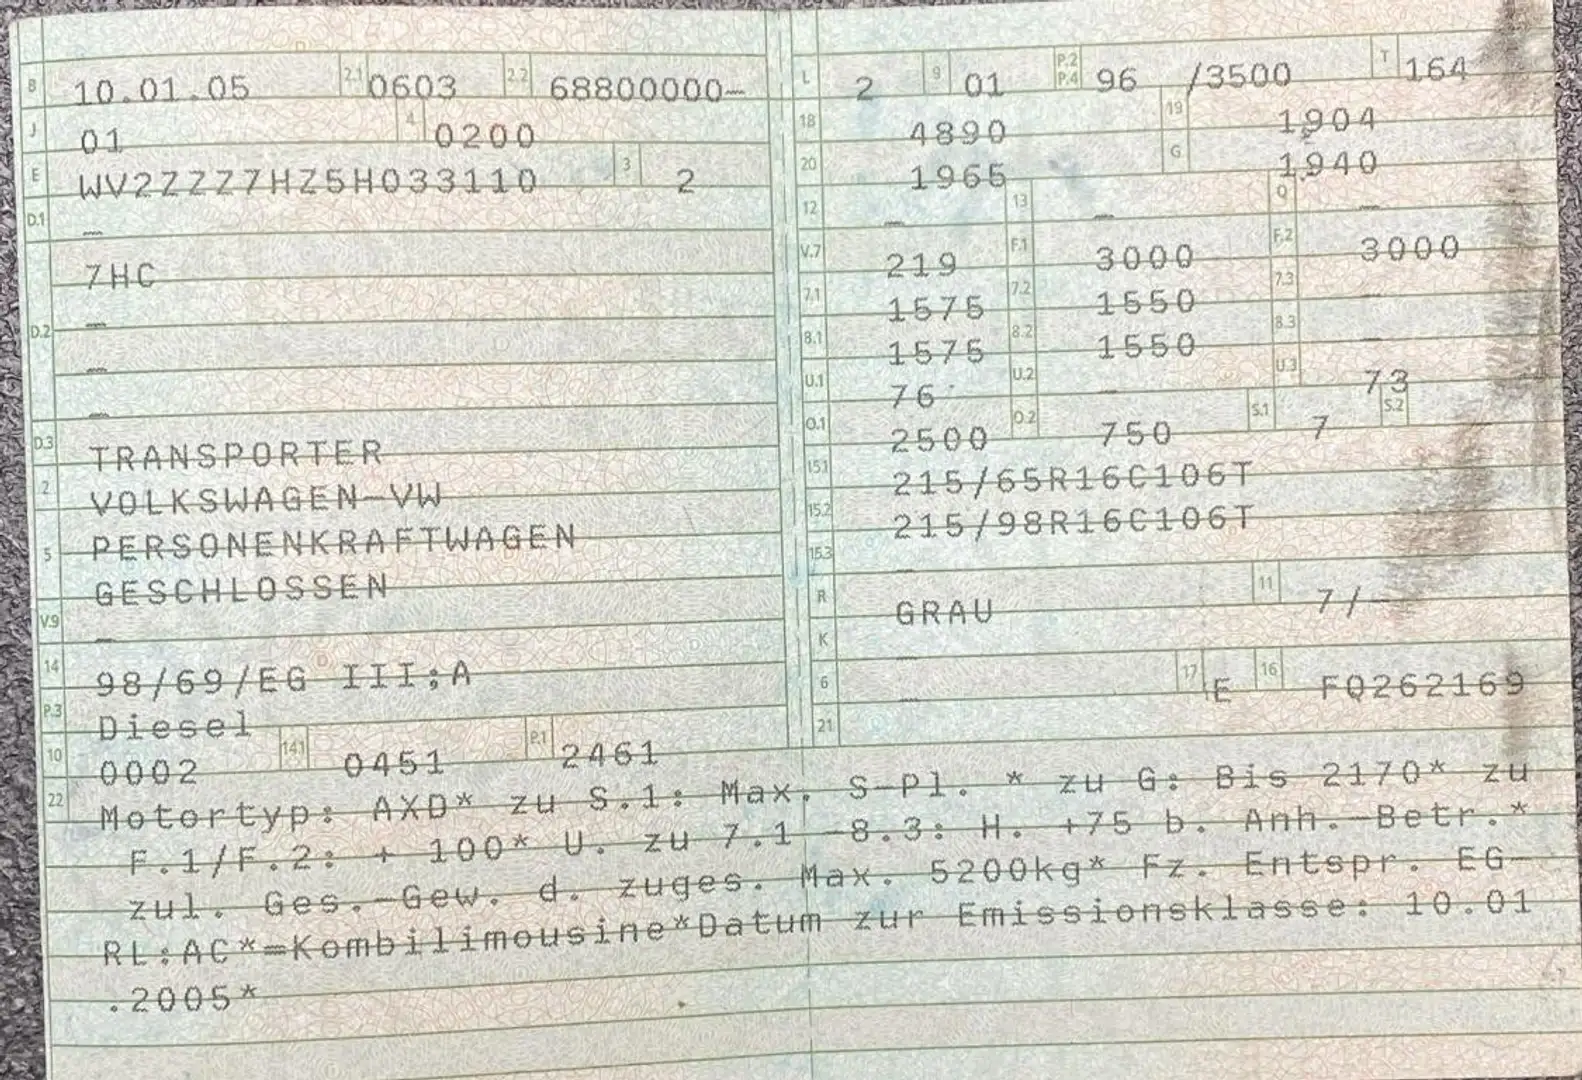 B 10.01.05 2.1 0603 2.2 68800000—
J 01 4 0200
E WV2ZZZ7HZ5H033110 3 2
D.1 —
7HC
D.2 —
—
—
D.3 TRANSPORTER
2 VOLKSWAGEN-VW
5 PERSONENKRAFTWAGEN
GESCHLOSSEN
V.9 —
14 98/69/EG III;A
P.3 Diesel
10 0002 14.1 0451 P.1 2461
L 2 9 01 P.2 P.4 96 /3500 T 164
18 4890 19 1904
20 1965 G 1940
12 — 13 — Q —
V.7 219 F.1 3000 F.2 3000
7.1 1575 7.2 1550 7.3 —
8.1 1575 8.2 1550 8.3 —
U.1 76 U.2 — U.3 73
O.1 2500 O.2 750 S.1 7 S.2
15.1 215/65R16C106T
15.2 215/98R16C106T
15.3 —
R GRAU 11 7/—
K —
6 — 17 E 16 FQ262169
21
22 Motortyp: AXD* zu S.1: Max. S-Pl. * zu G: Bis 2170* zu
F.1/F.2: + 100* U. zu 7.1 -8.3: H. +75 b. Anh.-Betr.*
zul. Ges.-Gew. d. zuges. Max. 5200kg* Fz. Entspr. EG-
RL:AC*=Kombilimousine*Datum zur Emissionsklasse: 10.01
.2005*